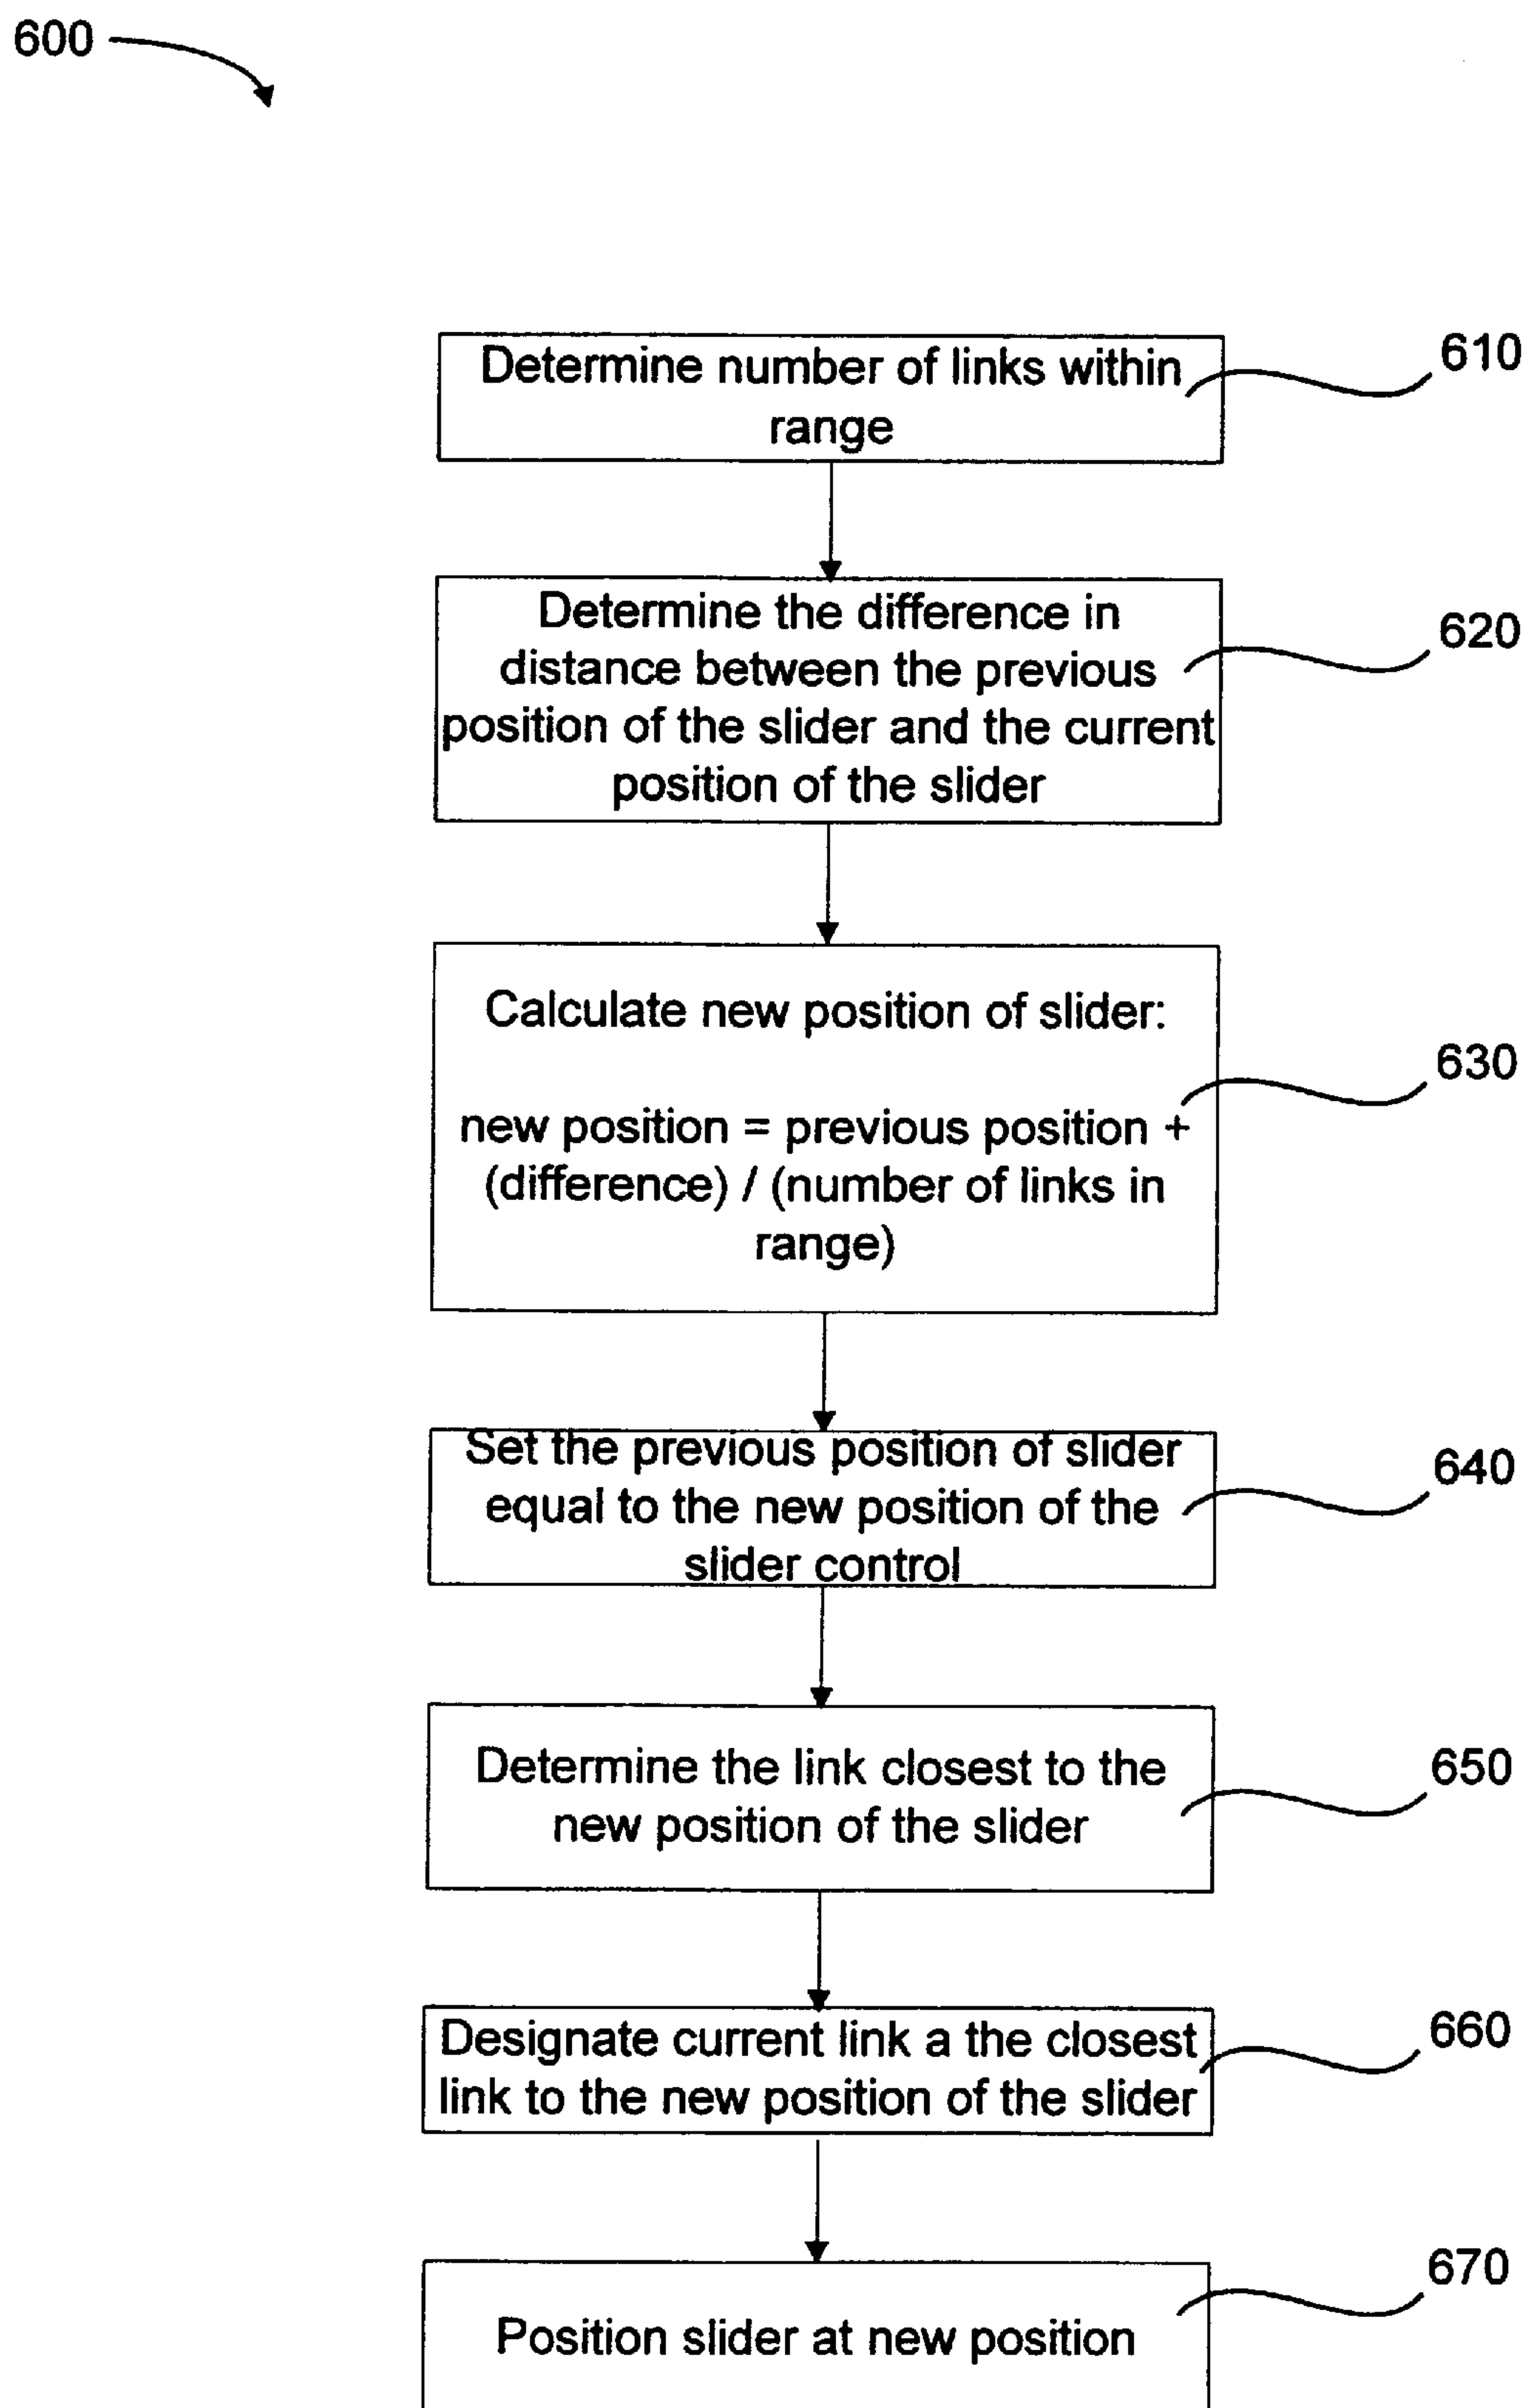 600
Determine number of links within
range
610
Determine the difference in
distance between the previous
position of the slider and the current
position of the slider
620
Calculate new position of slider:
new position = previous position +
(difference) / (number of links in
range)
630
Set the previous position of slider
equal to the new position of the
slider control
640
Determine the link closest to the
new position of the slider
650
Designate current link a the closest
link to the new position of the slider
660
Position slider at new position
670